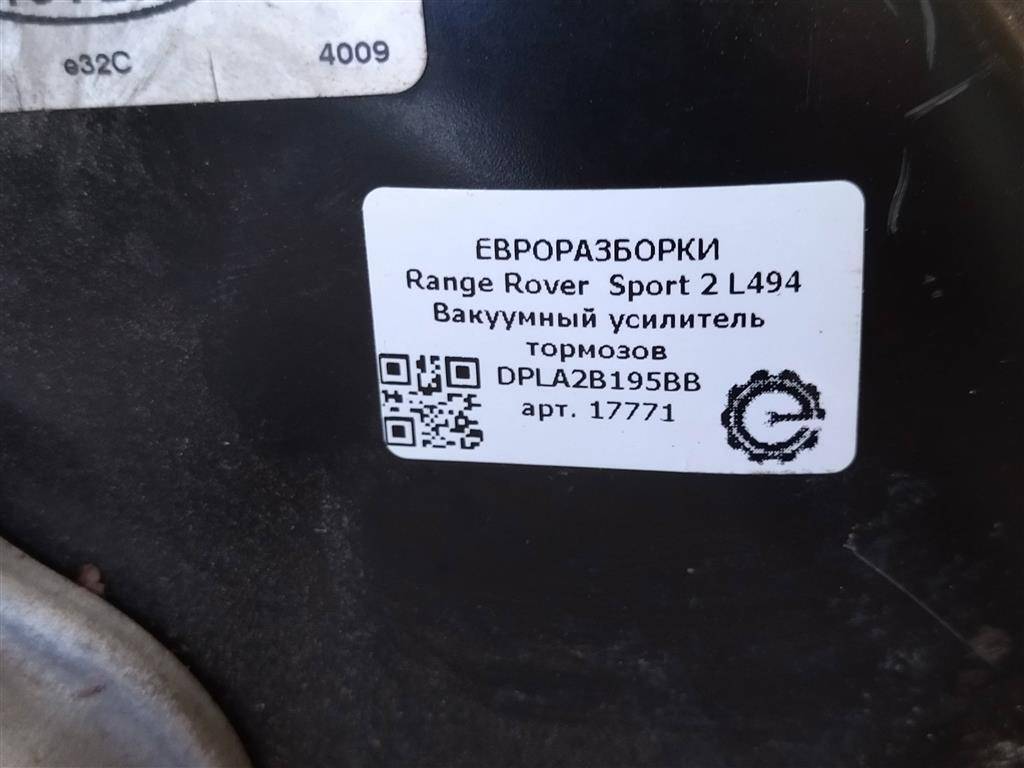 e32C 4009
ЕВРОРАЗБОРКИ
Range Rover Sport 2 L494
Вакуумный усилитель
тормозов
DPLA2B195BB
арт. 17771